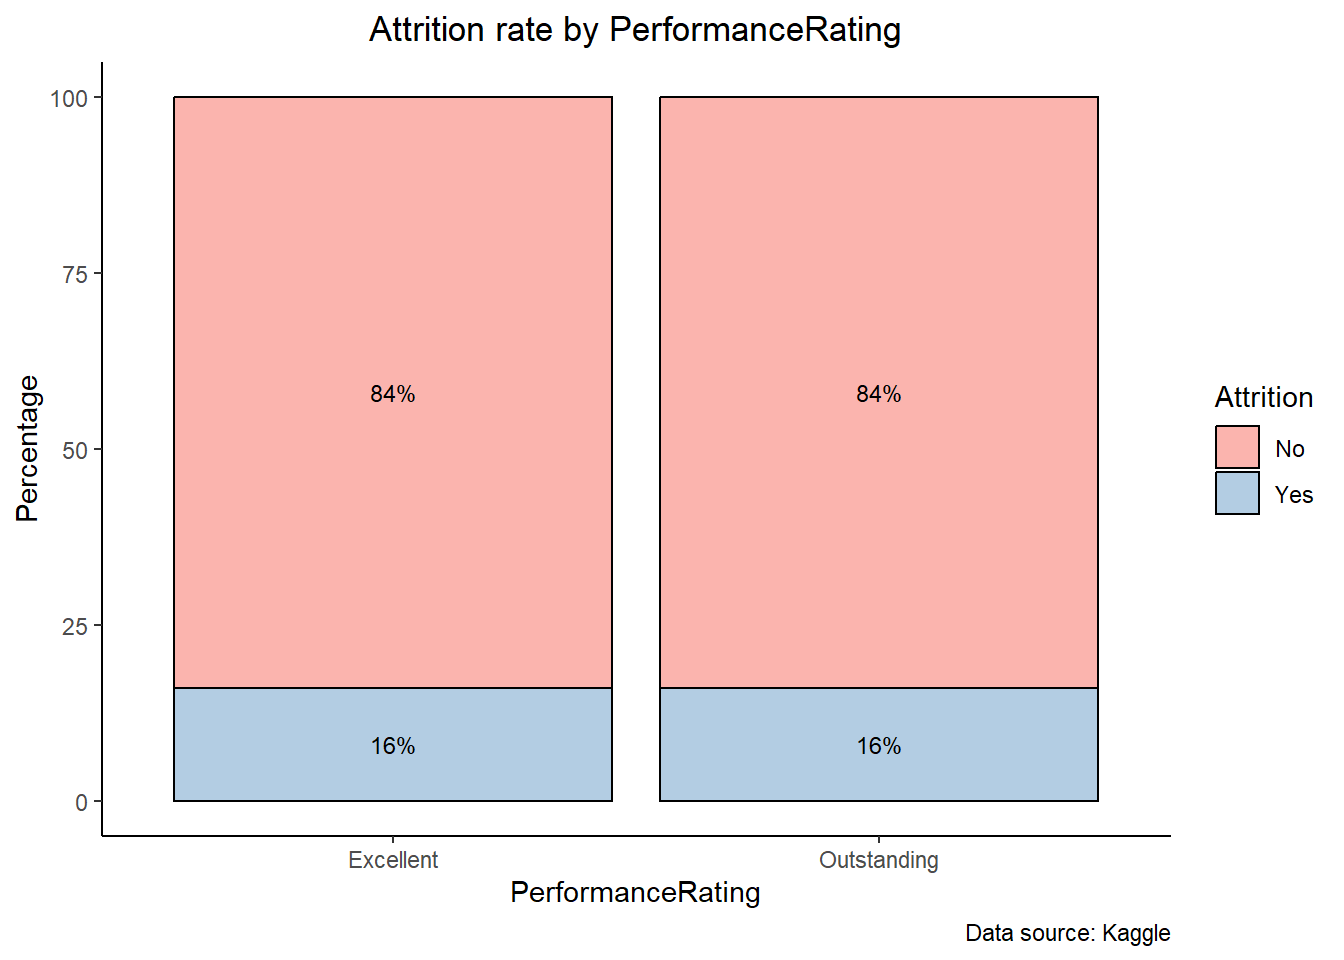 Attrition rate by PerformanceRating
100
75
50
25
0
Percentage
84%
84%
16%
16%
Excellent
Outstanding
PerformanceRating
Attrition
No
Yes
Data source: Kaggle